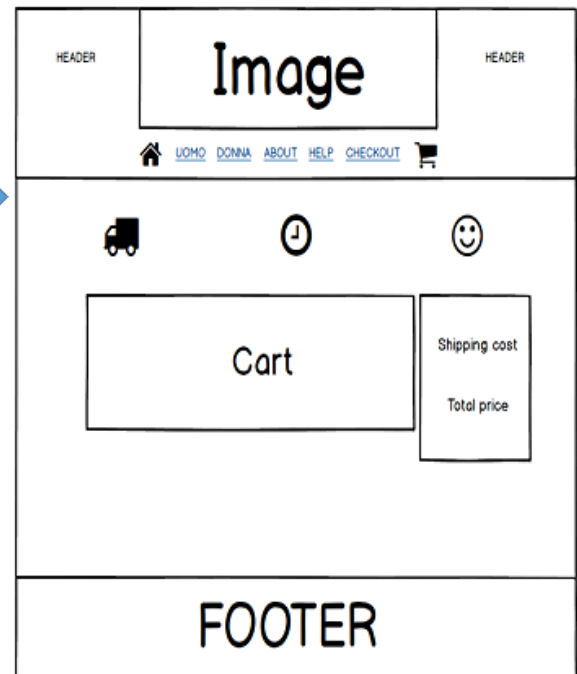 HEADER
Image
HEADER
UOMO DONNA ABOUT HELP CHECKOUT
Cart
Shipping cost
Total price
FOOTER